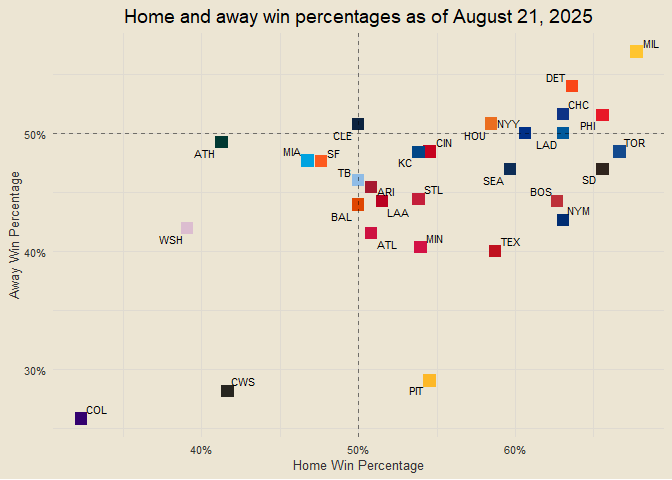 Home and away win percentages as of August 21, 2025
MIL
DET
CHC
50%
CLE
HOU
NYY
PHI
LAD
TOR
ATH
MIA
SF
KC
CIN
TB
SEA
SD
ARI
STL
BOS
LAA
BAL
NYM
WSH
ATL
MIN
TEX
40%
Away Win Percentage
30%
CWS
PIT
COL
40%
50%
60%
Home Win Percentage